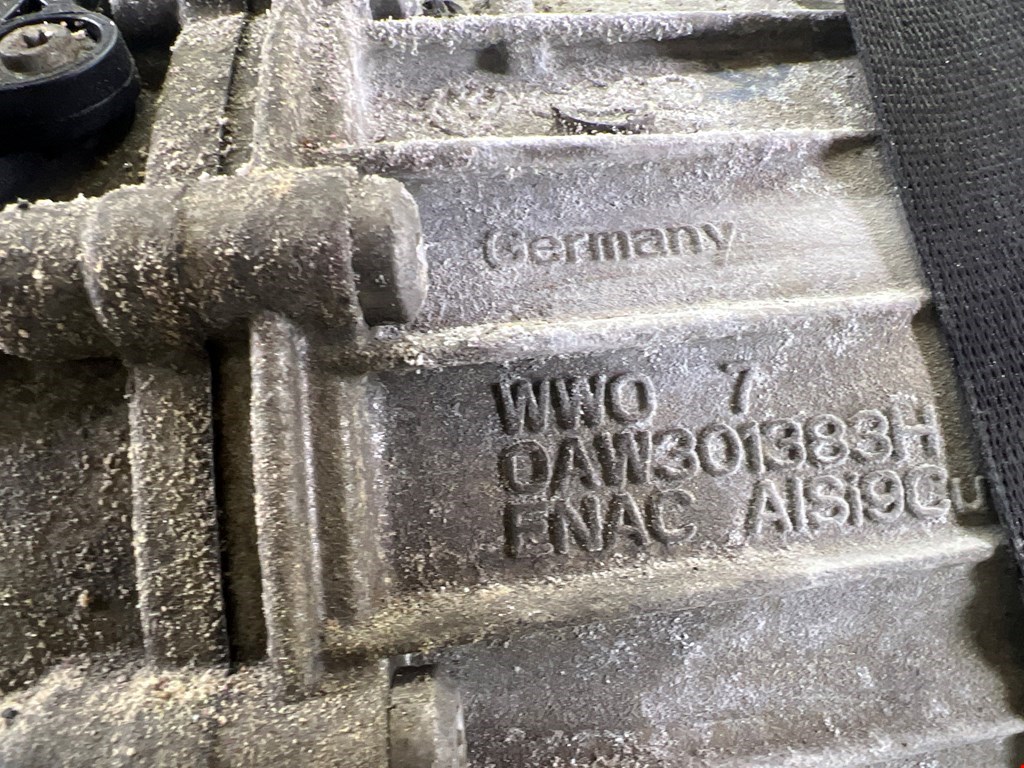 Germany
WWO 7
0AW301383H
ENAC AlSi9Cu